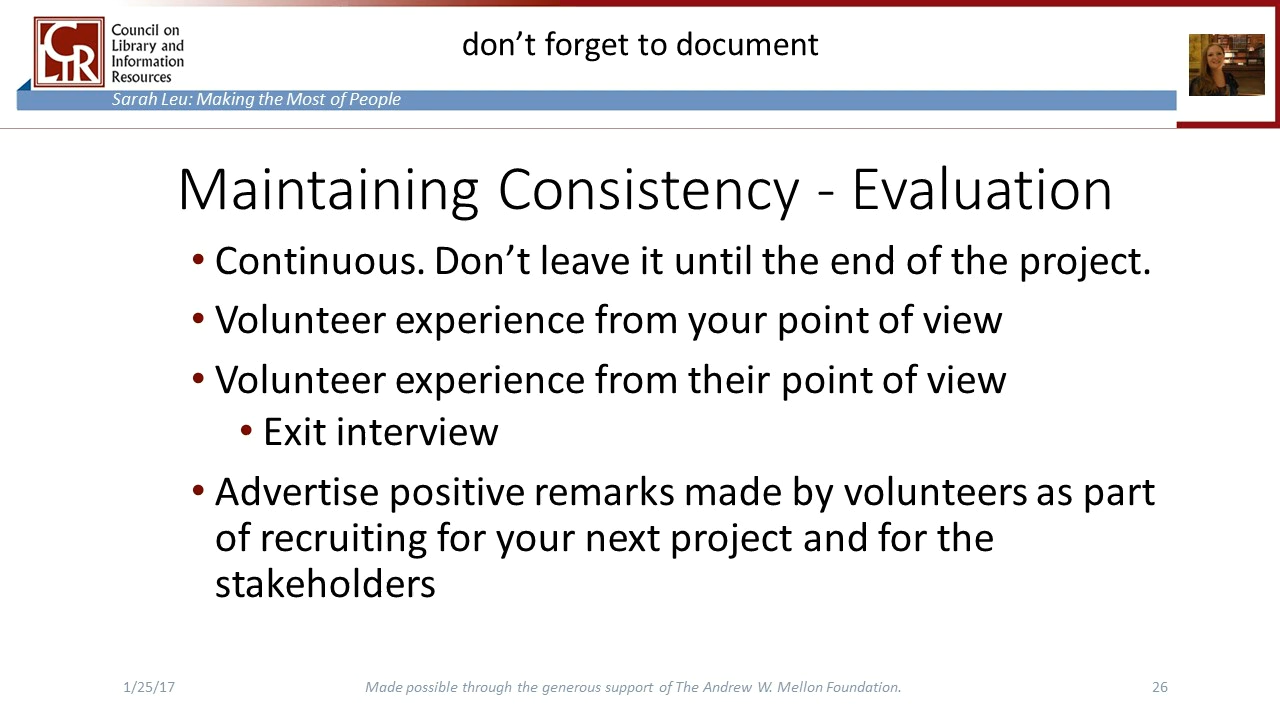 CLIR
Council on
Library and
Information
Resources
don’t forget to document
Sarah Leu: Making the Most of People
Maintaining Consistency - Evaluation
• Continuous. Don’t leave it until the end of the project.
• Volunteer experience from your point of view
• Volunteer experience from their point of view
• Exit interview
• Advertise positive remarks made by volunteers as part
of recruiting for your next project and for the
stakeholders
1/25/17
Made possible through the generous support of The Andrew W. Mellon Foundation.
26